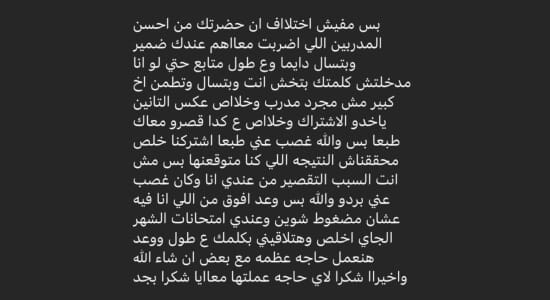 بس مفيش اختلااف ان حضرتك من احسن
المدربين اللي اضربت معااهم عندك ضمير
وبتسال دايما وع طول متابع حتي لو انا
مدخلتش كلمتك بتخش انت وبتسال وتطمن اخ
كبير مش مجرد مدرب وخلااص عكس التانين
ياخدو الاشتراك وخلااص ع كدا قصرو معاك
طبعا بس والله غصب عني طبعا اشتركنا خلص
محققناش النتيجه اللي كنا متوقعنها بس مش
انت السبب التقصير من عندي انا وكان غصب
عني بردو والله بس وعد افوق من اللي انا فيه
عشان مضغوط شوين وعندي امتحانات الشهر
الجاي اخلص وهتلاقيني بكلمك ع طول ووعد
هنعمل حاجه عظمه مع بعض ان شاء الله
واخيراا شكرا لاي حاجه عملتها معاايا شكرا بجد